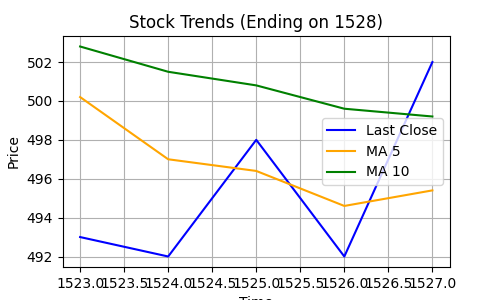 Stock Trends (Ending on 1528)
Price
502
500
498
496
494
492
Last Close
MA 5
MA 10
1523.0 1523.5 1524.0 1524.5 1525.0 1525.5 1526.0 1526.5 1527.0
Time